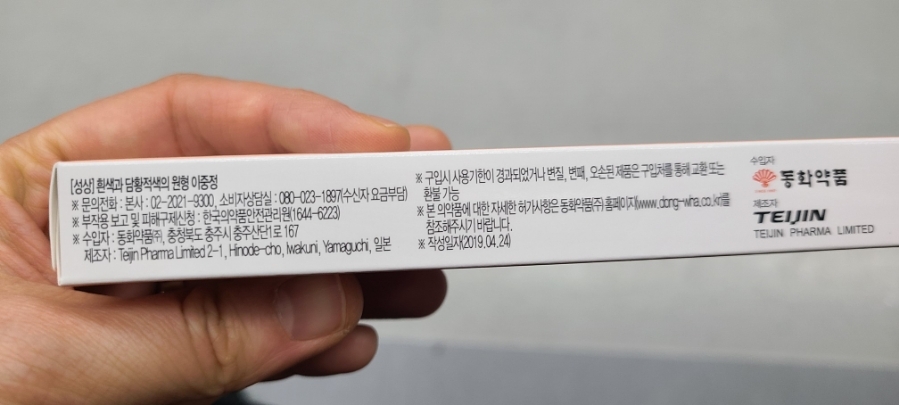 [성상] 흰색과 담황적색의 원형 이중정
※ 문의전화 : 본사 : 02-2021-9300, 소비자상담실 : 080-023-1897(수신자 요금부담)
※ 부작용 보고 및 피해구제신청 : 한국의약품안전관리원(1644-6223)
※ 수입자 : 동화약품㈜, 충청북도 충주시 충주산단1로 167
제조자 : Teijin Pharma Limited 2-1, Hinode-cho, Iwakuni, Yamaguchi, 일본
※ 구입시 사용기한이 경과되었거나 변질, 변패, 오손된 제품은 구입처를 통해 교환 또는
환불 가능
※ 본 의약품에 대한 자세한 허가사항은 동화약품(주) 홈페이지(www.dong-wha.co.kr)를
참조해주시기 바랍니다.
※ 작성일자(2019.04.24)
수입자
동화약품
제조자
TEIJIN
TEIJIN PHARMA LIMITED